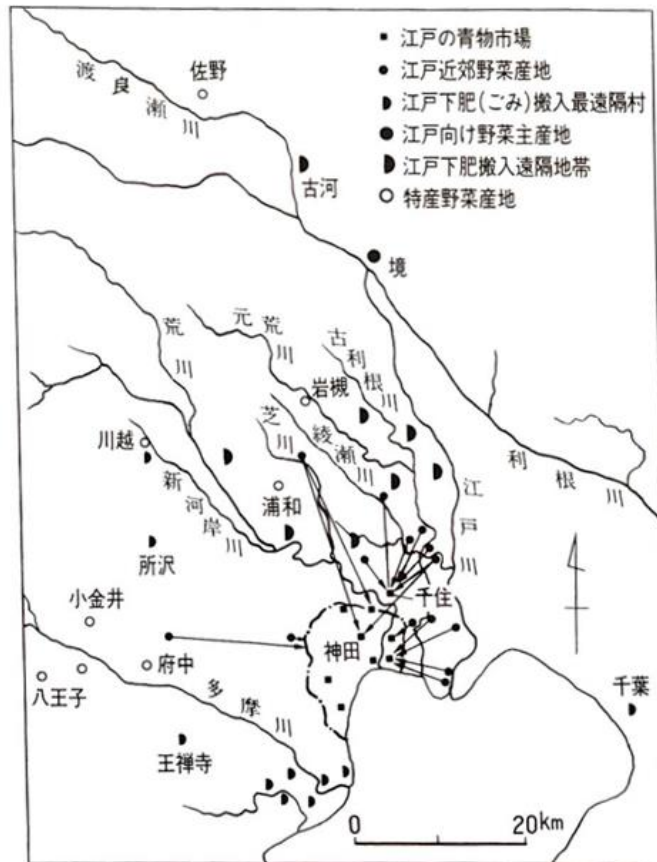 江戸の青物市場
江戸近郊野菜産地
江戸下肥(ごみ)搬入最遠隔村
江戸向け野菜主産地
江戸下肥搬入遠隔地帯
特産野菜産地
渡良瀬川
佐野
古河
境
荒川
元荒川
古利根川
岩槻
芝川
綾瀬川
川越
新河岸川
浦和
江戸川
利根川
所沢
千住
小金井
神田
府中
八王子
多摩川
千葉
王禅寺
0 20km